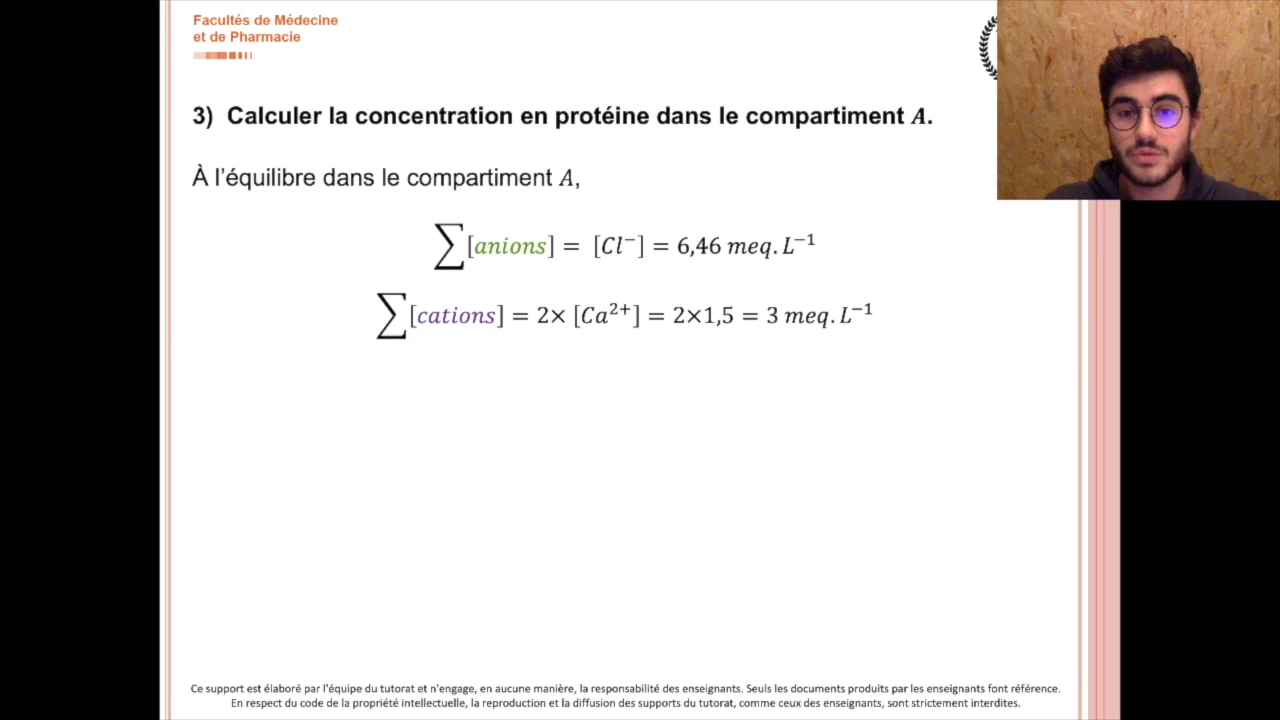 Facultés de Médecine
et de Pharmacie
3) Calculer la concentration en protéine dans le compartiment A.
À l'équilibre dans le compartiment A,
∑[anions] = [Cl⁻] = 6,46 meq.L⁻¹
∑[cations] = 2× [Ca²⁺] = 2×1,5 = 3 meq.L⁻¹
Ce support est élaboré par l'équipe du tutorat et n'engage, en aucune manière, la responsabilité des enseignants. Seuls les documents produits par les enseignants font référence.
En respect du code de la propriété intellectuelle, la reproduction et la diffusion des supports du tutorat, comme ceux des enseignants, sont strictement interdites.